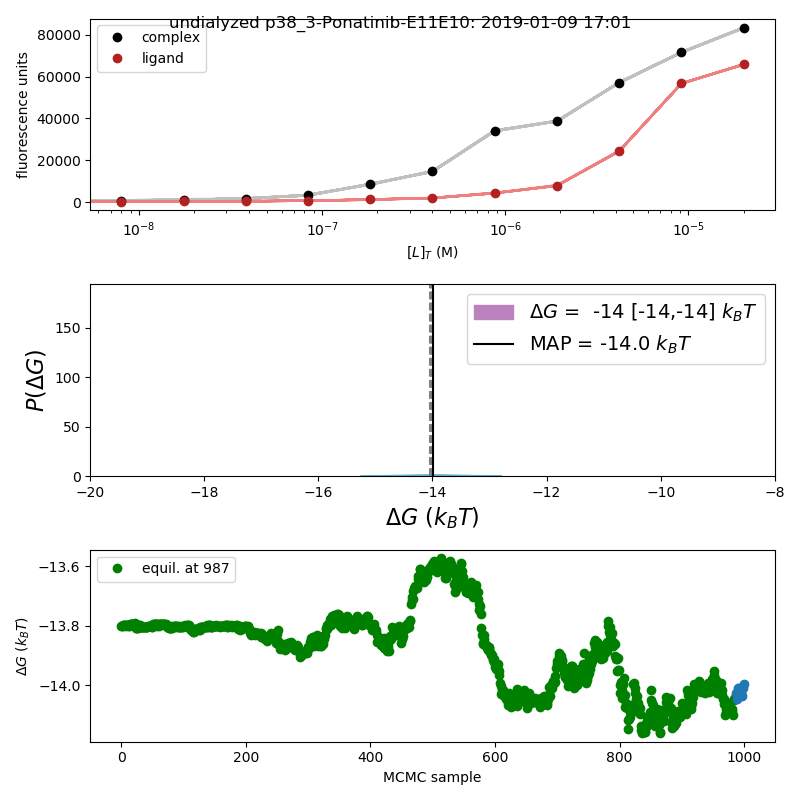 undialyzed p38_3-Ponatinib-E11E10: 2019-01-09 17:01
complex
ligand
fluorescence units
80000
60000
40000
20000
0
10⁻⁸ 10⁻⁷ 10⁻⁶ 10⁻⁵
[L]T (M)
ΔG = -14 [-14,-14] kBT
MAP = -14.0 kBT
P(ΔG)
150
100
50
0
−20 −18 −16 −14 −12 −10 −8
ΔG (kBT)
equil. at 987
ΔG (kBT)
−13.6
−13.8
−14.0
0 200 400 600 800 1000
MCMC sample